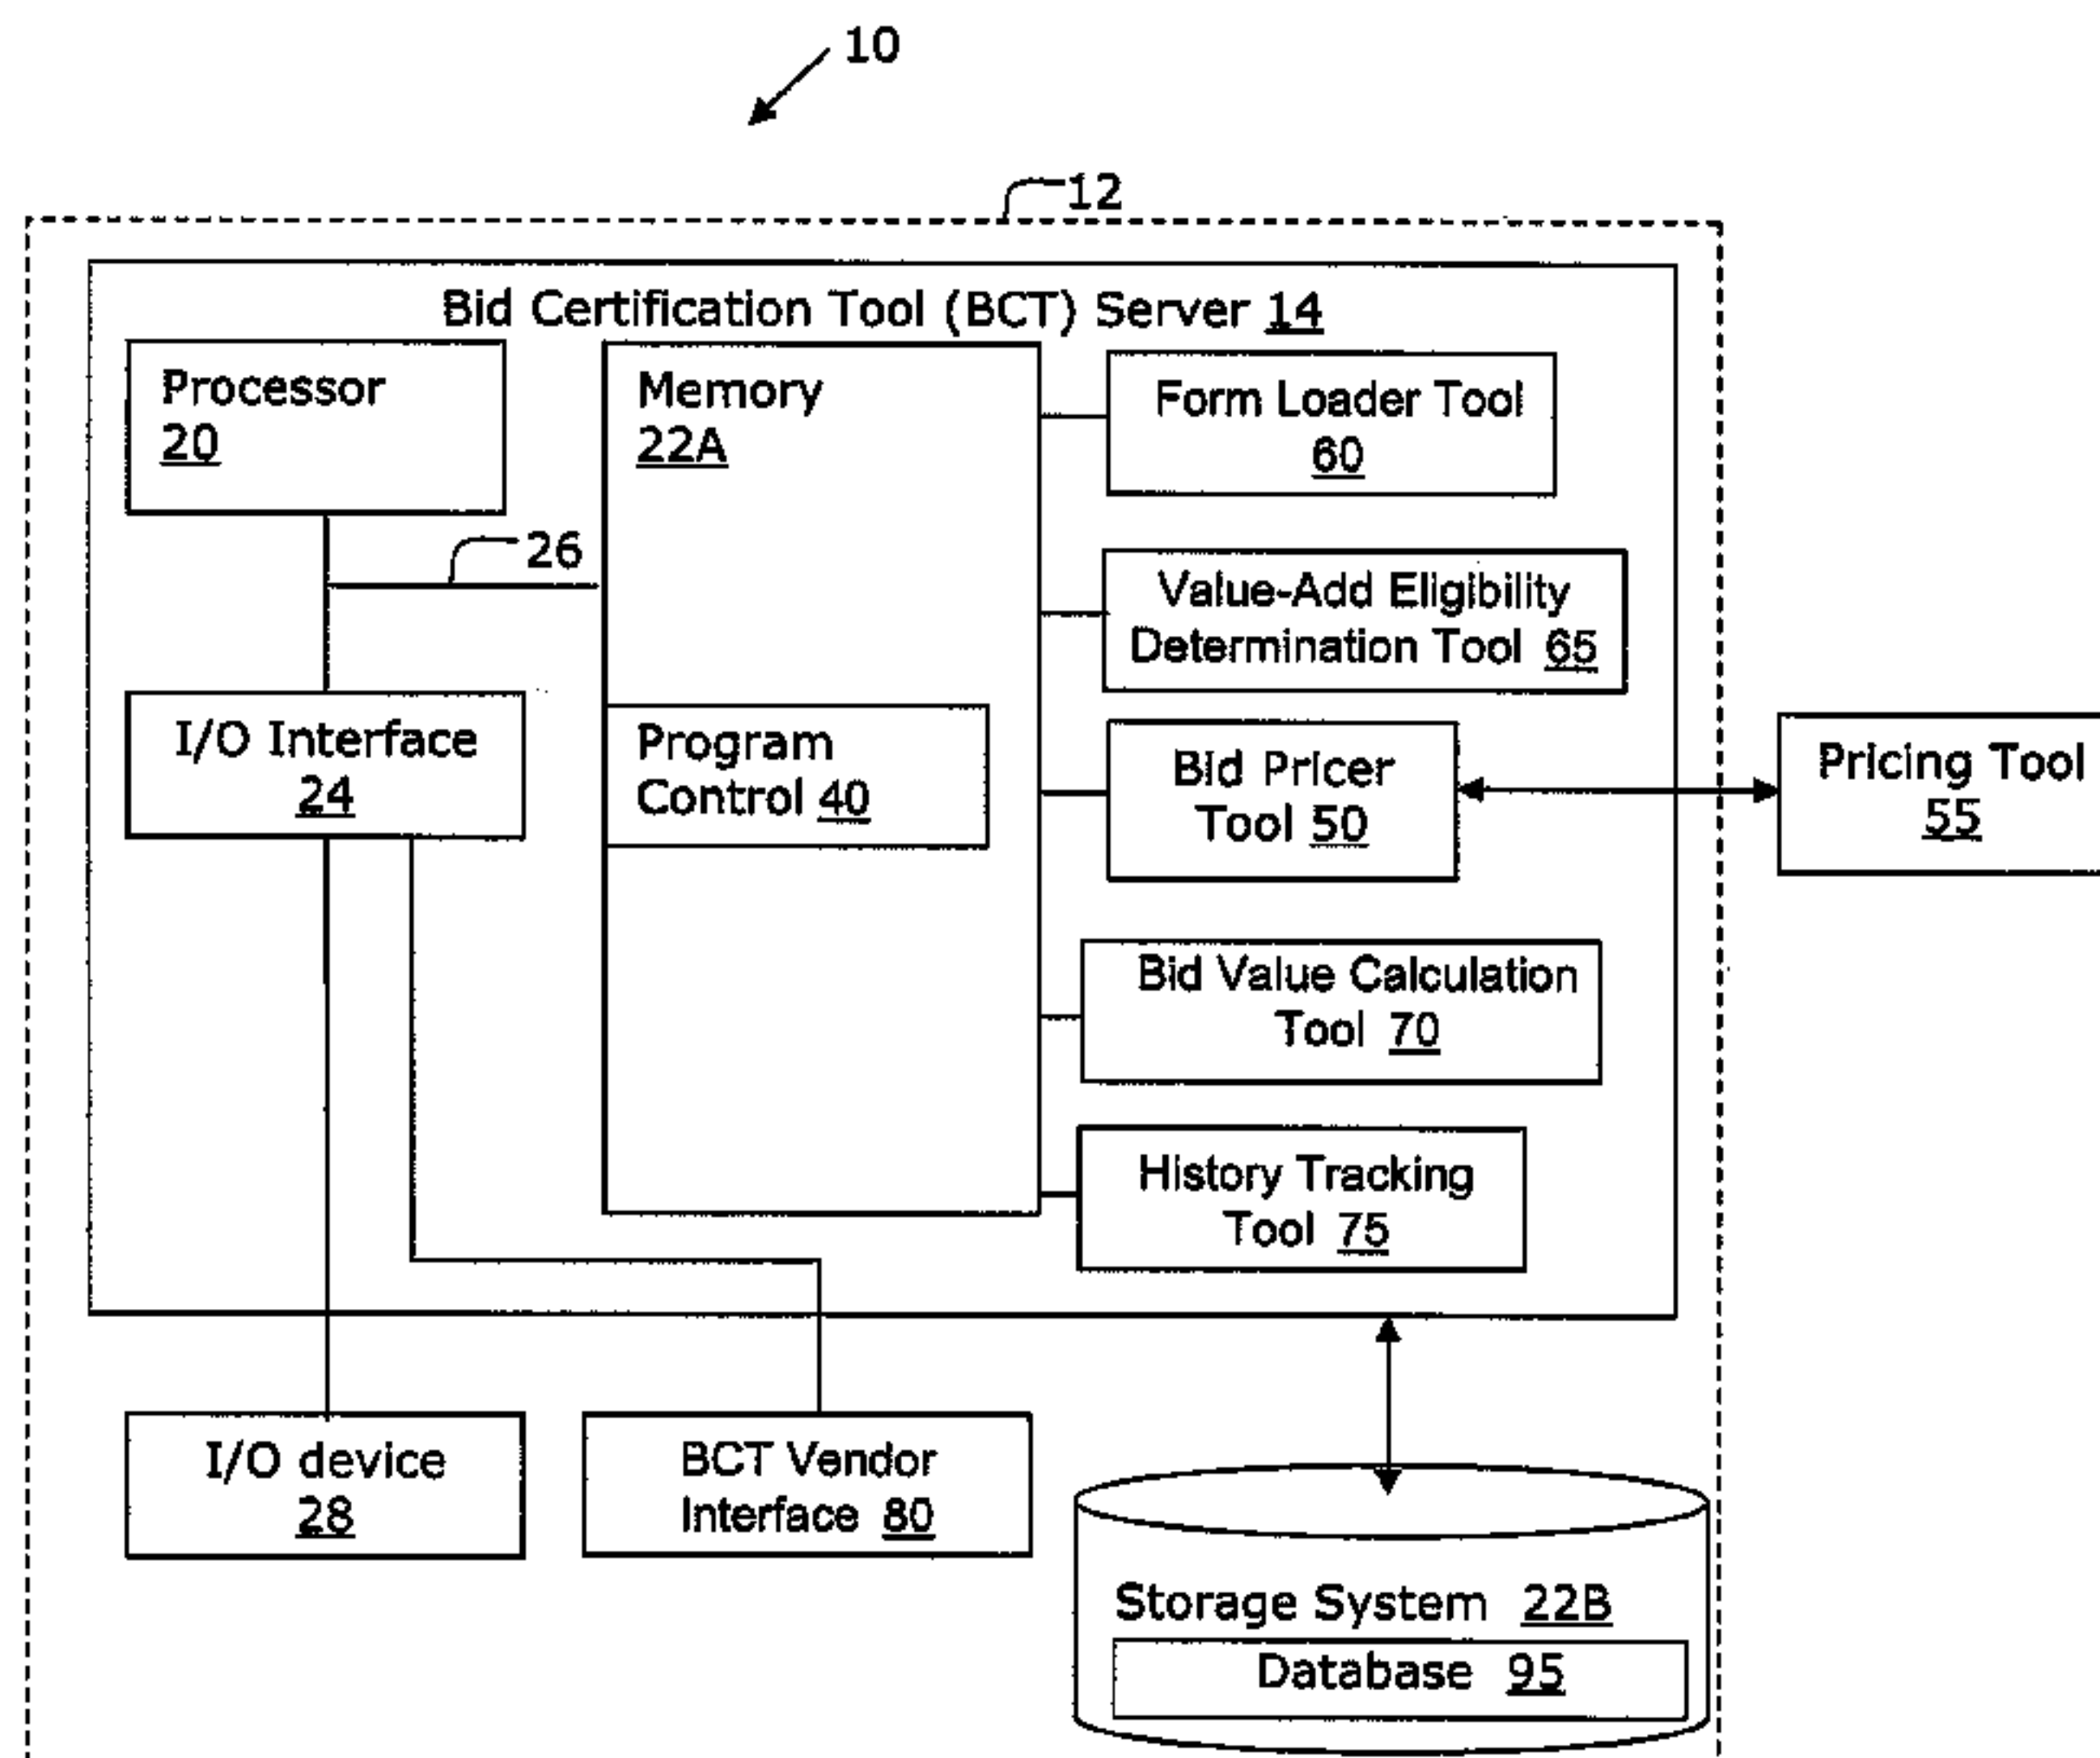 10
12
Bid Certification Tool (BCT) Server 14
Processor
20
Memory
22A
Form Loader Tool
60
26
Value-Add Eligibility
Determination Tool 65
I/O Interface
24
Program
Control 40
Bid Pricer
Tool 50
Pricing Tool
55
Bid Value Calculation
Tool 70
History Tracking
Tool 75
I/O device
28
BCT Vendor
Interface 80
Storage System 22B
Database 95